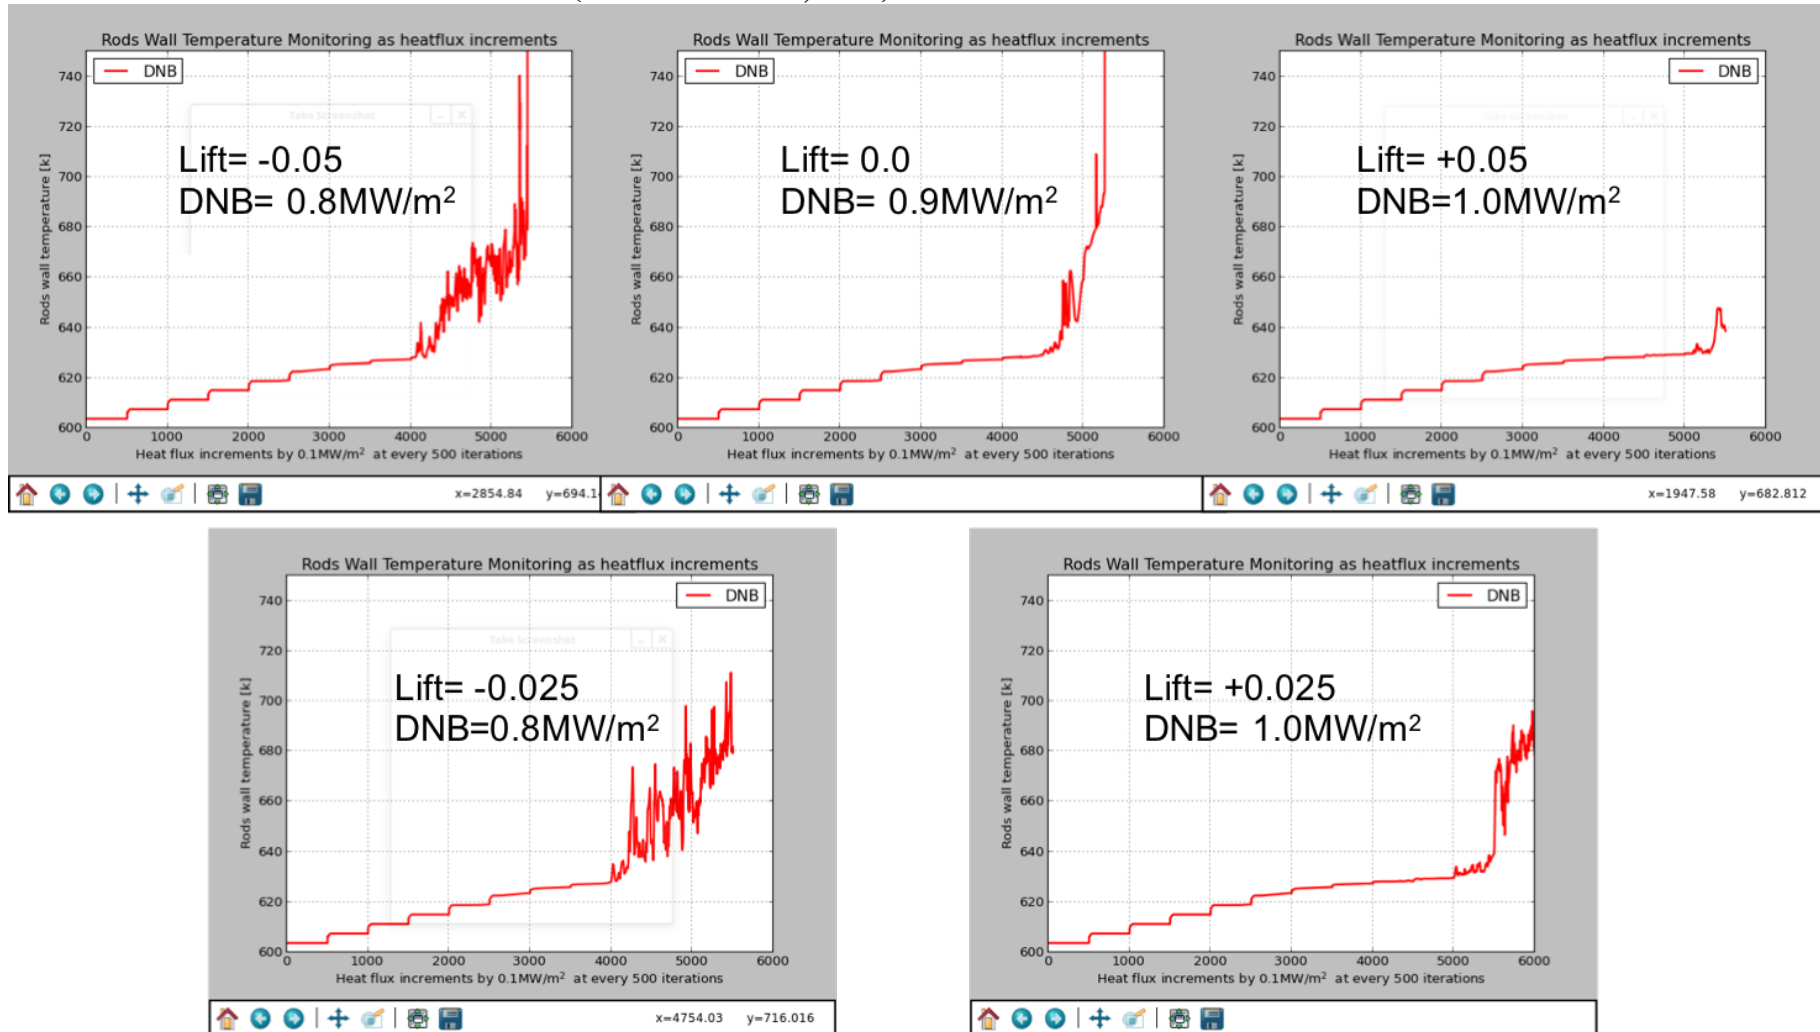 Rods Wall Temperature Monitoring as heatflux increments
DNB
Take Screenshot
Lift= -0.05
DNB= 0.8MW/m²
Rods wall temperature [k]
740
720
700
680
660
640
620
600
0 1000 2000 3000 4000 5000 6000
Heat flux increments by 0.1MW/m² at every 500 iterations
x=2854.84 y=694.1
Rods Wall Temperature Monitoring as heatflux increments
DNB
Lift= 0.0
DNB= 0.9MW/m²
Rods wall temperature [k]
740
720
700
680
660
640
620
600
0 1000 2000 3000 4000 5000 6000
Heat flux increments by 0.1MW/m² at every 500 iterations
Rods Wall Temperature Monitoring as heatflux increments
DNB
Take Screenshot
Lift= +0.05
DNB=1.0MW/m²
Rods wall temperature [k]
740
720
700
680
660
640
620
600
0 1000 2000 3000 4000 5000 6000
Heat flux increments by 0.1MW/m² at every 500 iterations
x=1947.58 y=682.812
Rods Wall Temperature Monitoring as heatflux increments
DNB
Take Screenshot
Lift= -0.025
DNB=0.8MW/m²
Rods wall temperature [k]
740
720
700
680
660
640
620
600
0 1000 2000 3000 4000 5000 6000
Heat flux increments by 0.1MW/m² at every 500 iterations
x=4754.03 y=716.016
Rods Wall Temperature Monitoring as heatflux increments
DNB
Lift= +0.025
DNB= 1.0MW/m²
Rods wall temperature [k]
740
720
700
680
660
640
620
600
0 1000 2000 3000 4000 5000 6000
Heat flux increments by 0.1MW/m² at every 500 iterations